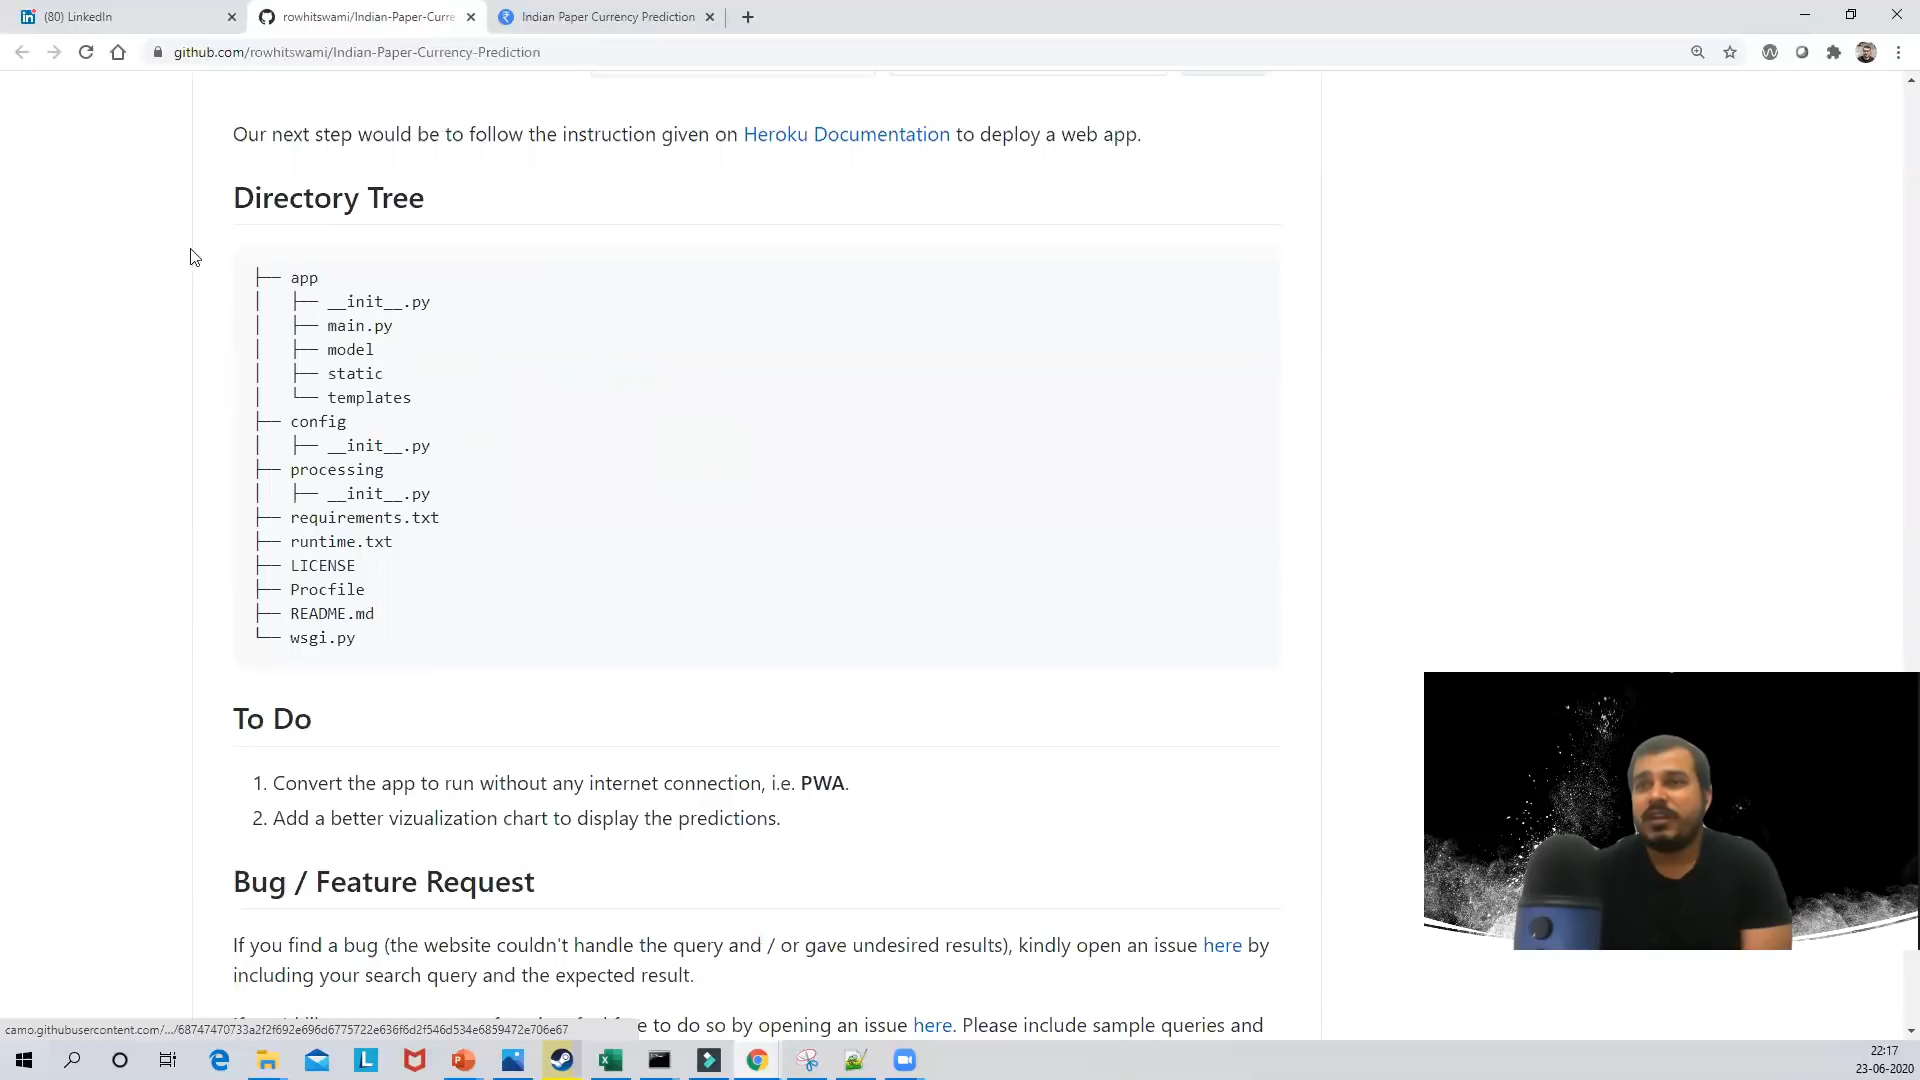 (80) LinkedIn
rowhitswami/Indian-Paper-Curre
Indian Paper Currency Prediction
github.com/rowhitswami/Indian-Paper-Currency-Prediction
Our next step would be to follow the instruction given on Heroku Documentation to deploy a web app.
Directory Tree
├── app
│   ├── __init__.py
│   ├── main.py
│   ├── model
│   ├── static
│   └── templates
├── config
│   ├── __init__.py
├── processing
│   ├── __init__.py
├── requirements.txt
├── runtime.txt
├── LICENSE
├── Procfile
├── README.md
└── wsgi.py
To Do
1. Convert the app to run without any internet connection, i.e. PWA.
2. Add a better vizualization chart to display the predictions.
Bug / Feature Request
If you find a bug (the website couldn't handle the query and / or gave undesired results), kindly open an issue here by
including your search query and the expected result.
to do so by opening an issue here. Please include sample queries and
camo.githubusercontent.com/.../68747470733a2f2f692e696d6775722e636f6d2f546d534e6859472e706e67
22:17
23-06-2020